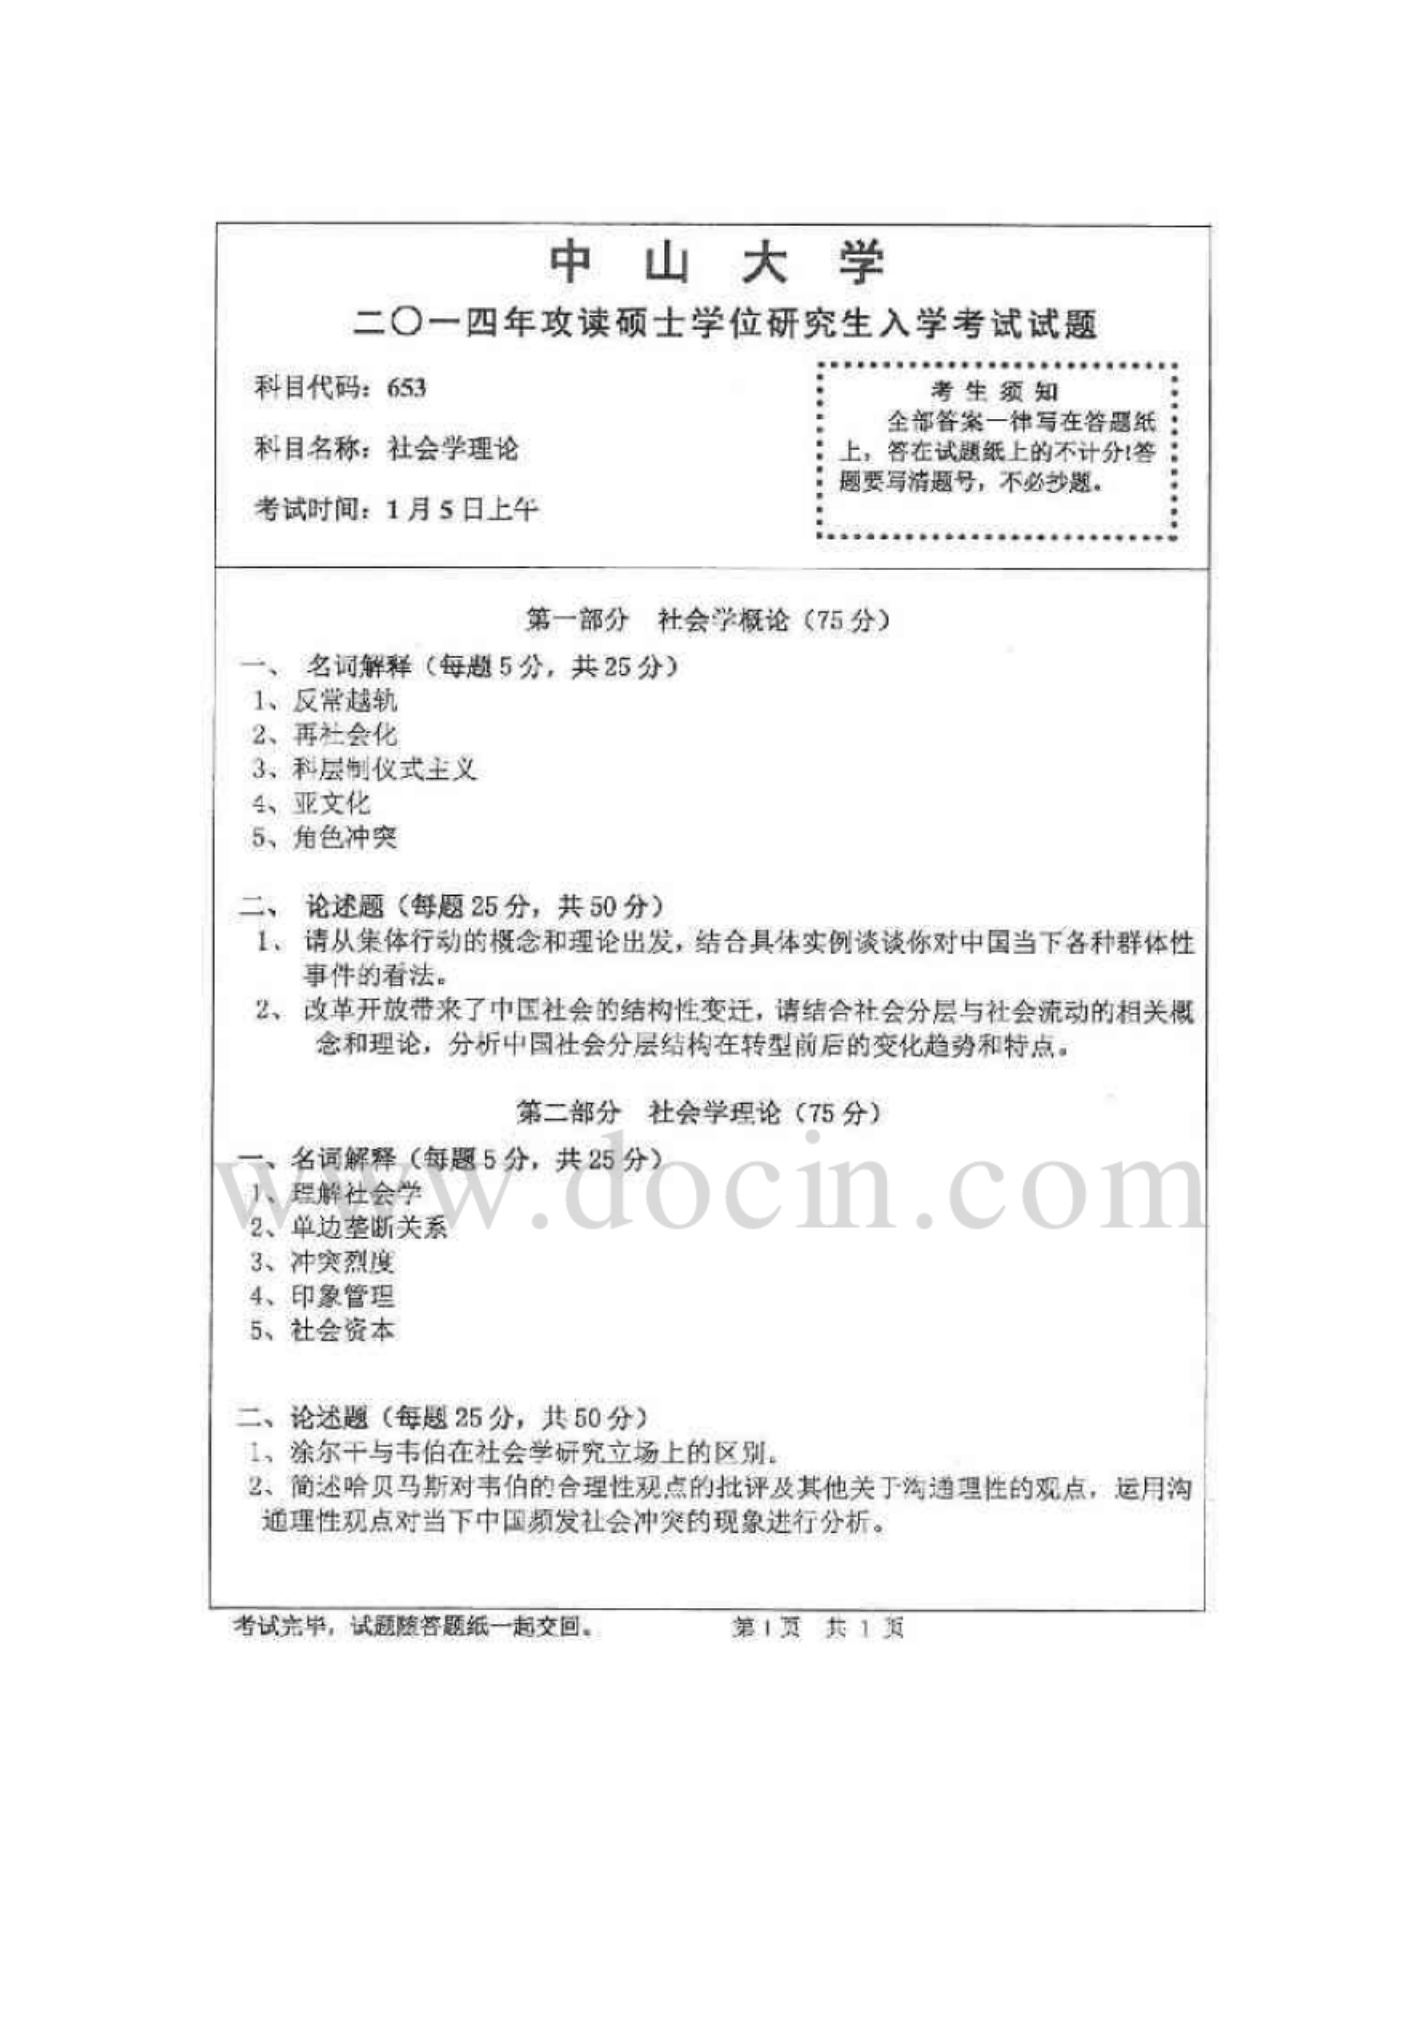 中 山 大 学
二〇一四年攻读硕士学位研究生入学考试试题
科目代码：653
科目名称：社会学理论
考试时间：1 月 5 日上午
考 生 须 知
全部答案一律写在答题纸
上，答在试题纸上的不计分!答
题要写清题号，不必抄题。
第一部分 社会学概论（75 分）
一、 名词解释（每题 5 分，共 25 分）
1、反常越轨
2、再社会化
3、科层制仪式主义
4、亚文化
5、角色冲突
二、 论述题（每题 25 分，共 50 分）
1、 请从集体行动的概念和理论出发，结合具体实例谈谈你对中国当下各种群体性
事件的看法。
2、 改革开放带来了中国社会的结构性变迁，请结合社会分层与社会流动的相关概
念和理论，分析中国社会分层结构在转型前后的变化趋势和特点。
第二部分 社会学理论（75 分）
一、名词解释（每题 5 分，共 25 分）
1、理解社会学
2、单边垄断关系
3、冲突烈度
4、印象管理
5、社会资本
二、论述题（每题 25 分，共 50 分）
1、涂尔干与韦伯在社会学研究立场上的区别。
2、简述哈贝马斯对韦伯的合理性观点的批评及其他关于沟通理性的观点，运用沟
通理性观点对当下中国频发社会冲突的现象进行分析。
考试完毕，试题随答题纸一起交回。 第 1 页 共 1 页
www.docin.com